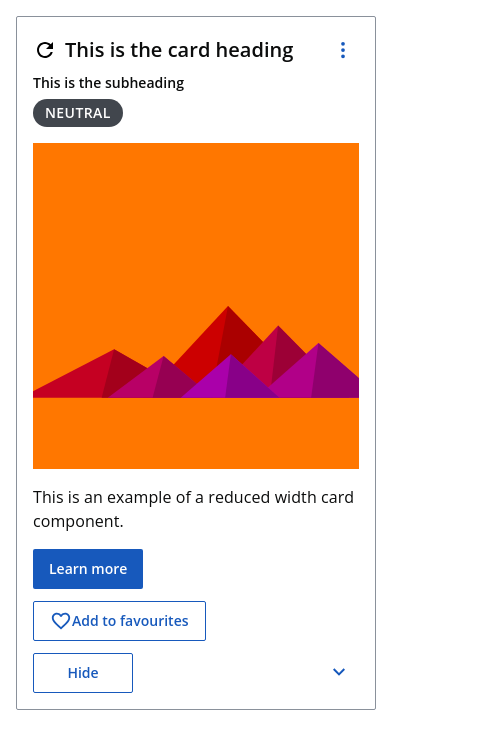 This is the card heading
This is the subheading
NEUTRAL
This is an example of a reduced width card
component.
Learn more
Add to favourites
Hide